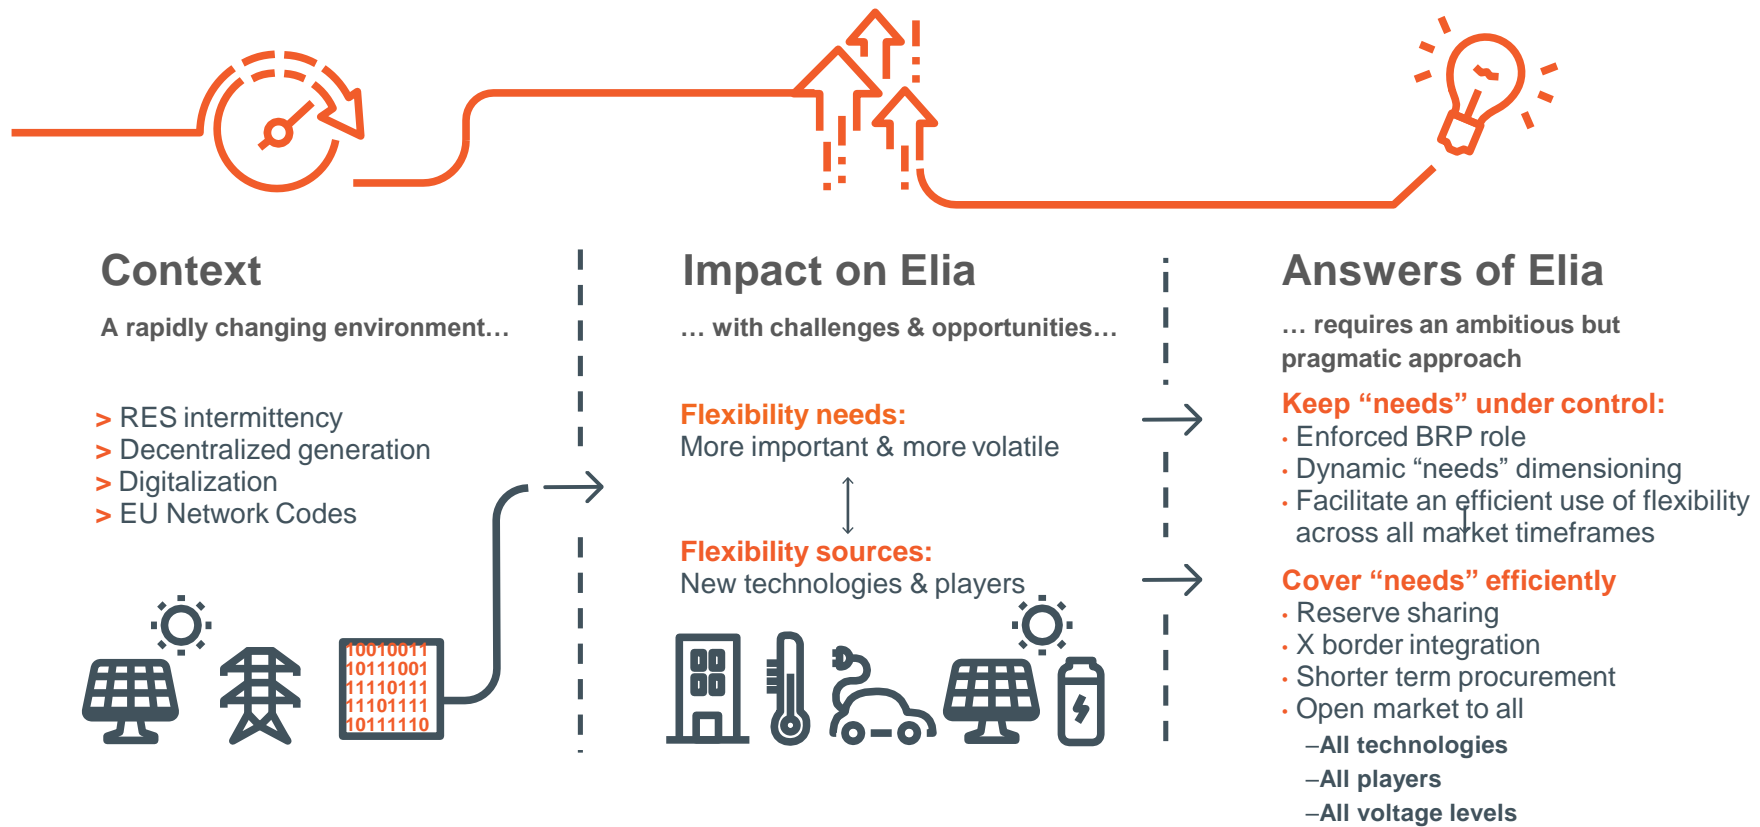 Context
A rapidly changing environment…
> RES intermittency
> Decentralized generation
> Digitalization
> EU Network Codes
10010011
10111001
11110111
11101111
10111110
Impact on Elia
… with challenges & opportunities…
Flexibility needs:
More important & more volatile
Flexibility sources:
New technologies & players
Answers of Elia
… requires an ambitious but
pragmatic approach
Keep “needs” under control:
• Enforced BRP role
• Dynamic “needs” dimensioning
• Facilitate an efficient use of flexibility
across all market timeframes
Cover “needs” efficiently
• Reserve sharing
• X border integration
• Shorter term procurement
• Open market to all
–All technologies
–All players
–All voltage levels